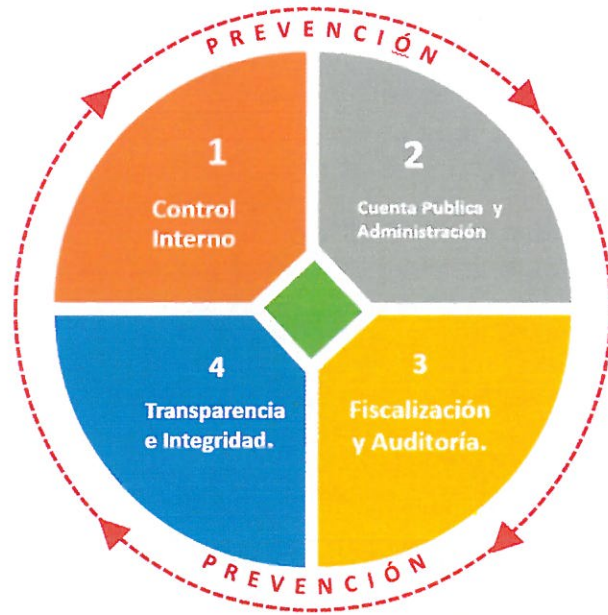 PREVENCIÓN
1
Control
Interno
2
Cuenta Publica y
Administración
4
Transparencia
e Integridad.
3
Fiscalización
y Auditoría.
PREVENCIÓN